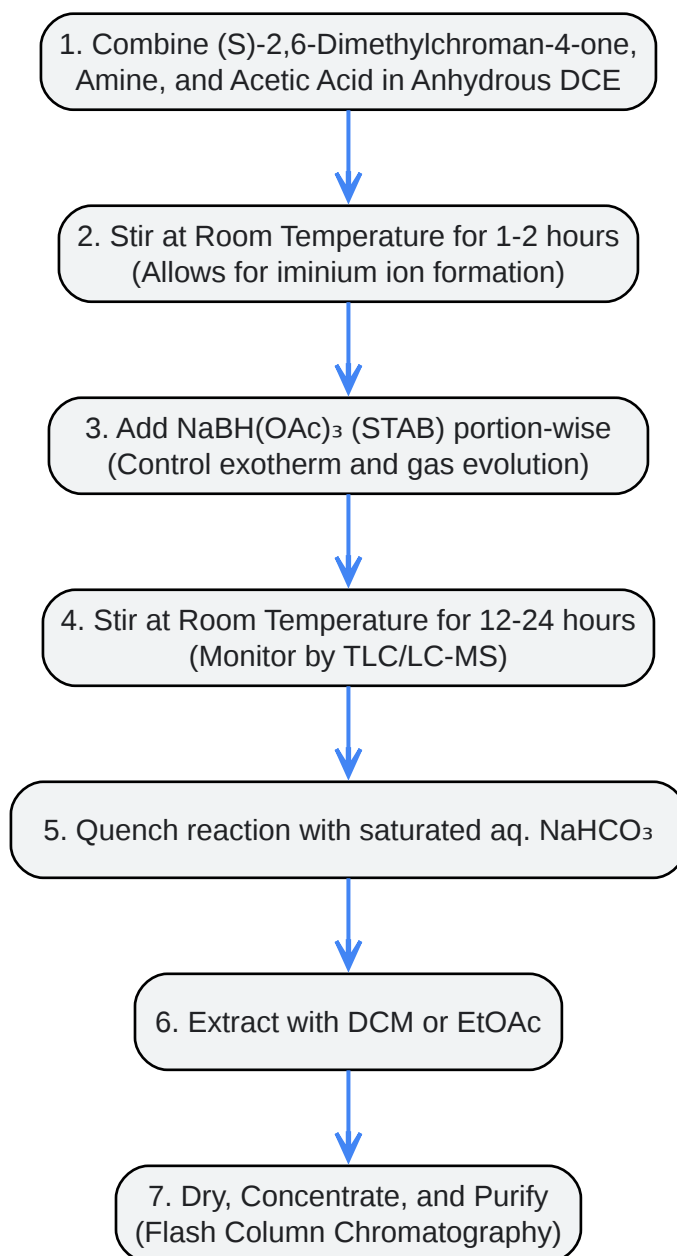 1. Combine (S)-2,6-Dimethylchroman-4-one,
Amine, and Acetic Acid in Anhydrous DCE
2. Stir at Room Temperature for 1-2 hours
(Allows for iminium ion formation)
3. Add NaBH(OAc)₃ (STAB) portion-wise
(Control exotherm and gas evolution)
4. Stir at Room Temperature for 12-24 hours
(Monitor by TLC/LC-MS)
5. Quench reaction with saturated aq. NaHCO₃
6. Extract with DCM or EtOAc
7. Dry, Concentrate, and Purify
(Flash Column Chromatography)